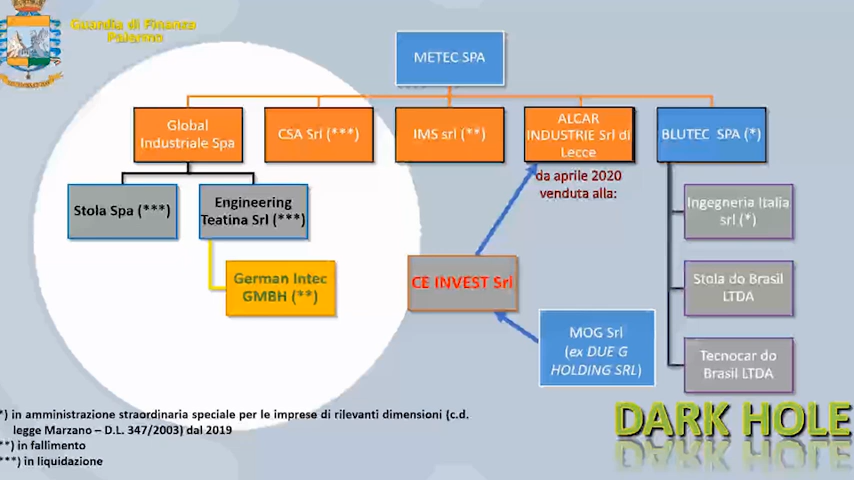 Guardia di Finanza
Palermo
METEC SPA
Global
Industriale Spa
CSA Srl (***)
IMS srl (**)
ALCAR
INDUSTRIE Srl di
Lecce
BLUTEC SPA (*)
da aprile 2020
venduta alla:
Stola Spa (***)
Engineering
Teatina Srl (***)
Ingegneria Italia
srl (*)
German Intec
GMBH (**)
CE INVEST Srl
Stola do Brasil
LTDA
MOG Srl
(ex DUE G
HOLDING SRL)
Tecnocar do
Brasil LTDA
*) in amministrazione straordinaria speciale per le imprese di rilevanti dimensioni (c.d.
legge Marzano – D.L. 347/2003) dal 2019
**) in fallimento
***) in liquidazione
DARK HOLE